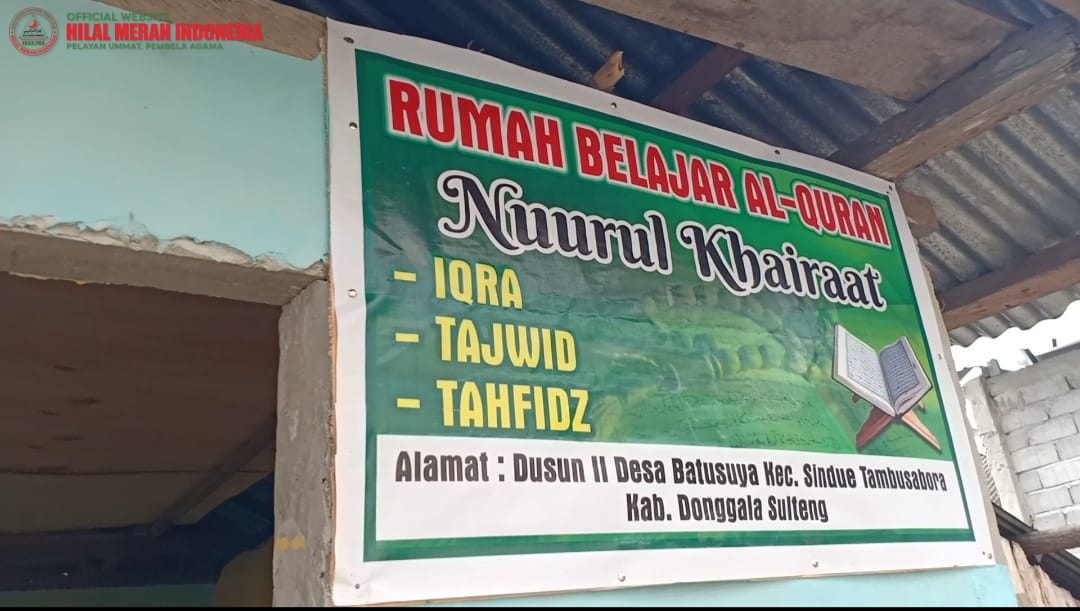 OFFICIAL WEBSITE
HILAL MERAH INDONEBIA
PELAYAN UMMAT, PEMBELA AGAMA
RUMAH BELAJAR AL-QURAN
Nuurul Khairaat
- IQRA
- TAJWID
- TAHFIDZ
Alamat : Dusun II Desa Batusuya Kec. Sindue Tambusabora
Kab. Donggala Sulteng